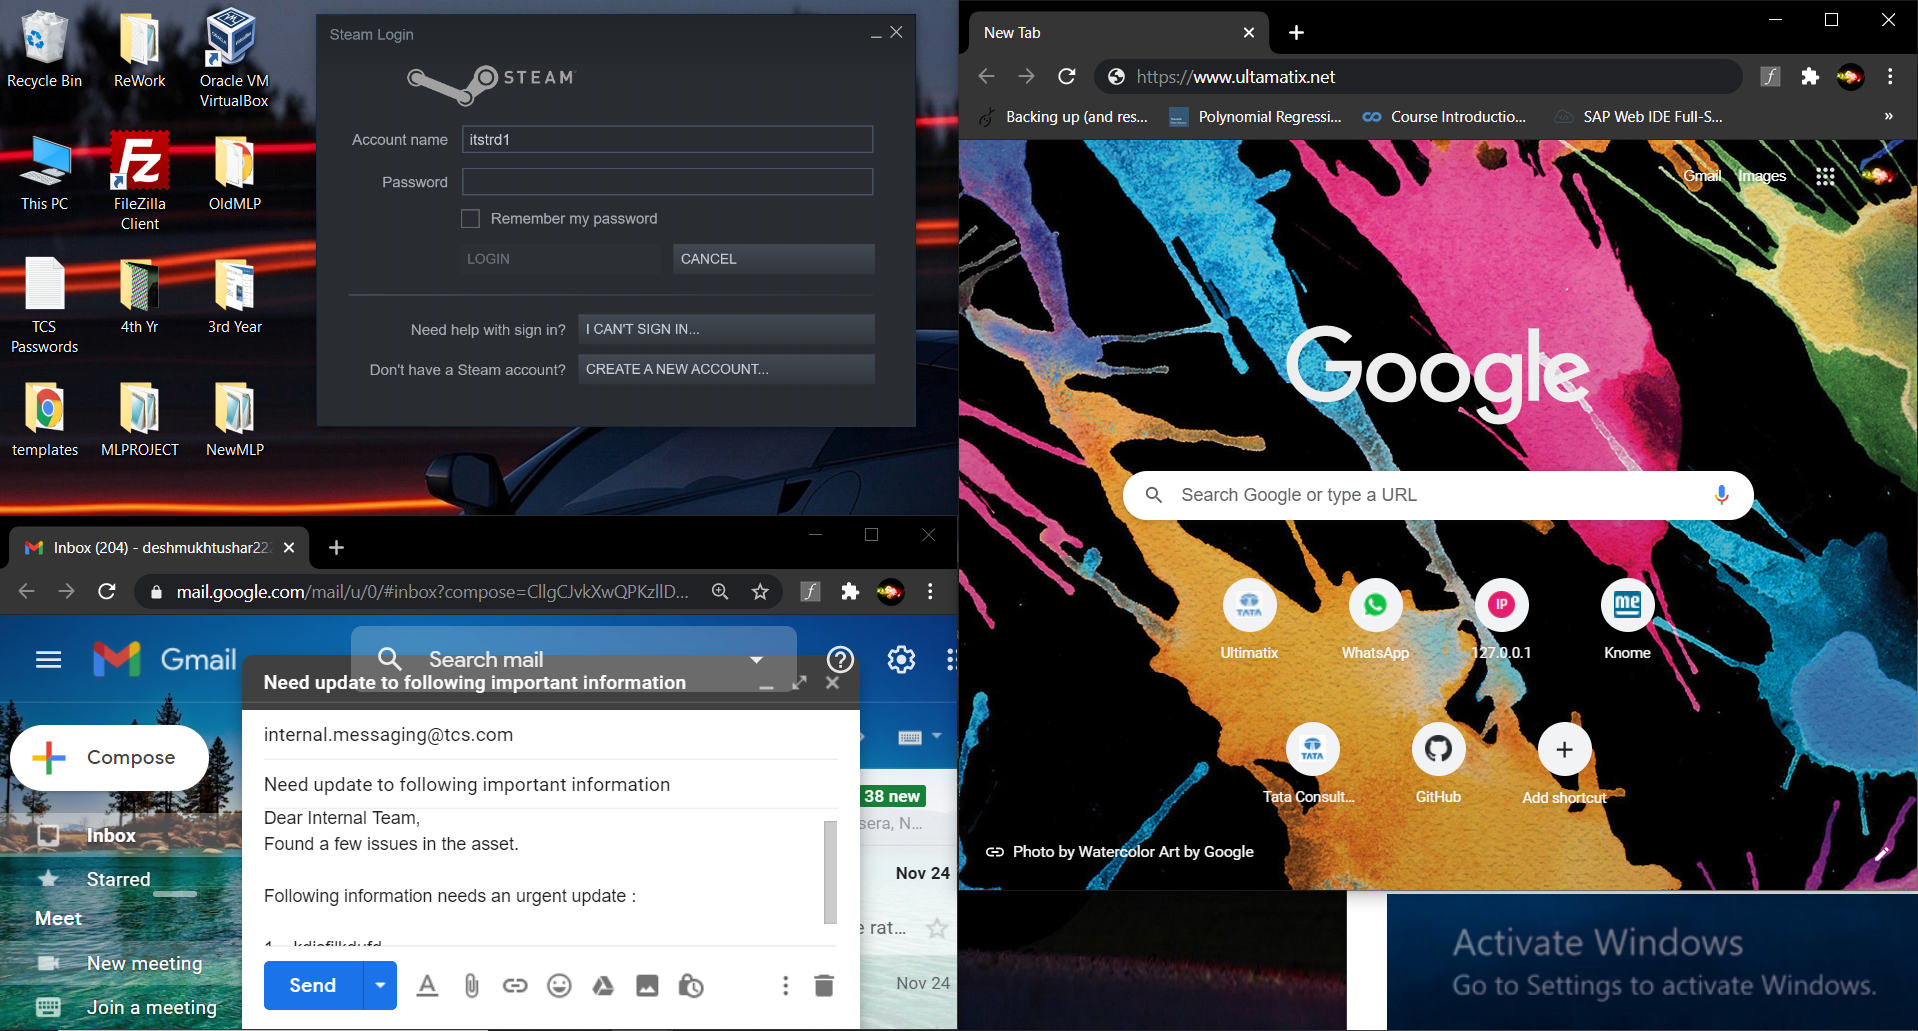 Recycle Bin
ReWork
Oracle VM
VirtualBox
This PC
FileZilla
Client
OldMLP
TCS
Passwords
4th Yr
3rd Year
templates
MLPROJECT
NewMLP
Steam Login
STEAM
Account name
itstrd1
Password
Remember my password
LOGIN
CANCEL
Need help with sign in?
I CAN'T SIGN IN...
Don't have a Steam account?
CREATE A NEW ACCOUNT...
Inbox (204) - deshmukhtushar222
mail.google.com/mail/u/0/#inbox?compose=CllgCJvkXwQPKzllD...
Gmail
Search mail
Need update to following important information
Compose
internal.messaging@tcs.com
Need update to following important information
Dear Internal Team,
Found a few issues in the asset.
Following information needs an urgent update :
38 new
sera, N...
Nov 24
e rat...
Nov 24
Inbox
Starred
Meet
New meeting
Join a meeting
Send
New Tab
https://www.ultamatix.net
Backing up (and res...
Polynomial Regressi...
Course Introductio...
SAP Web IDE Full-S...
»
Gmail
Images
Google
Search Google or type a URL
TATA
IP
me
Ultimatix
WhatsApp
127.0.0.1
Knome
TATA
Tata Consult...
GitHub
Add shortcut
Photo by Watercolor Art by Google
Activate Windows
Go to Settings to activate Windows.